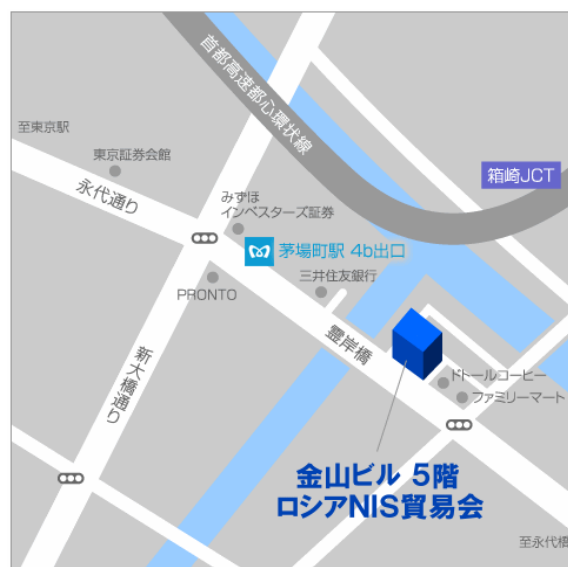 首都高速都心環状線
至東京駅
東京証券会館
箱崎JCT
永代通り
みずほ
インベスターズ証券
茅場町駅 4b出口
三井住友銀行
PRONTO
霊岸橋
新大橋通り
ドトールコーヒー
ファミリーマート
金山ビル 5階
ロシアNIS貿易会
至永代橋